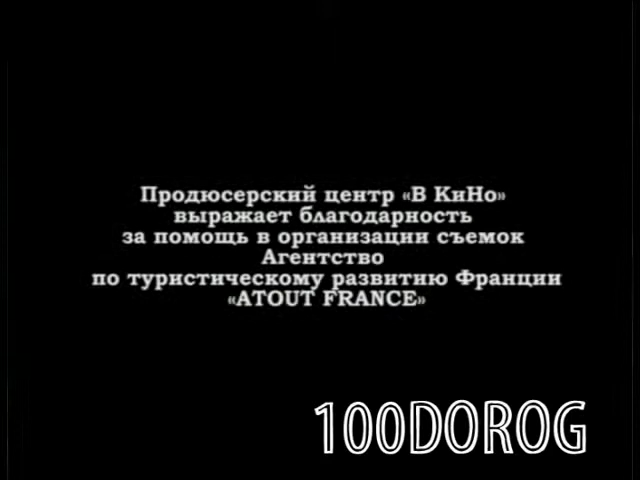 Продюсерский центр «В КиНо»
выражает благодарность
за помощь в организации съемок
Агентство
по туристическому развитию Франции
«ATOUT FRANCE»
100DOROG